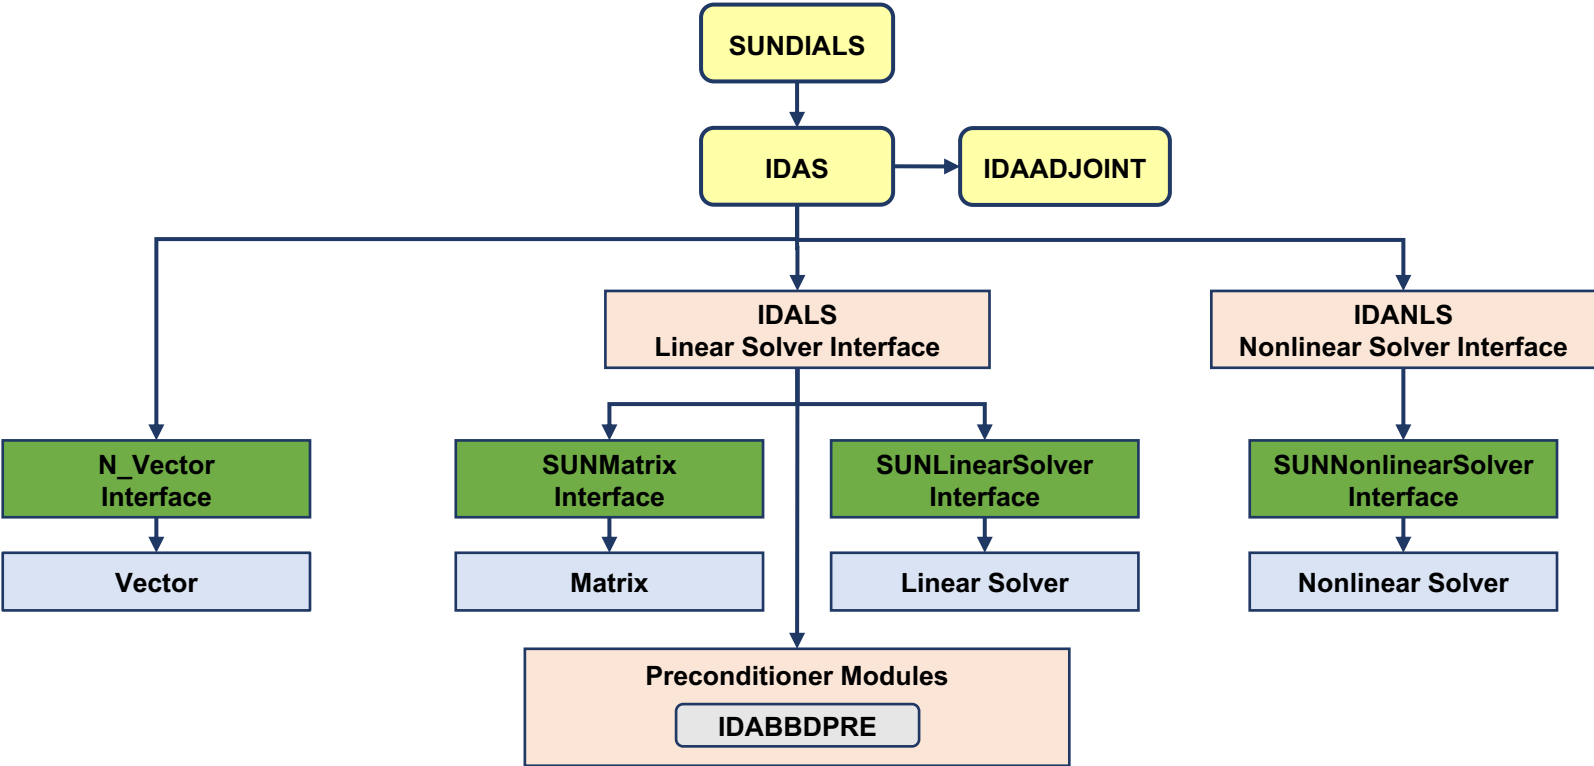 SUNDIALS
IDAS
IDAADJOINT
IDALS
Linear Solver Interface
IDANLS
Nonlinear Solver Interface
N_Vector
Interface
SUNMatrix
Interface
SUNLinearSolver
Interface
SUNNonlinearSolver
Interface
Vector
Matrix
Linear Solver
Nonlinear Solver
Preconditioner Modules
IDABBDPRE